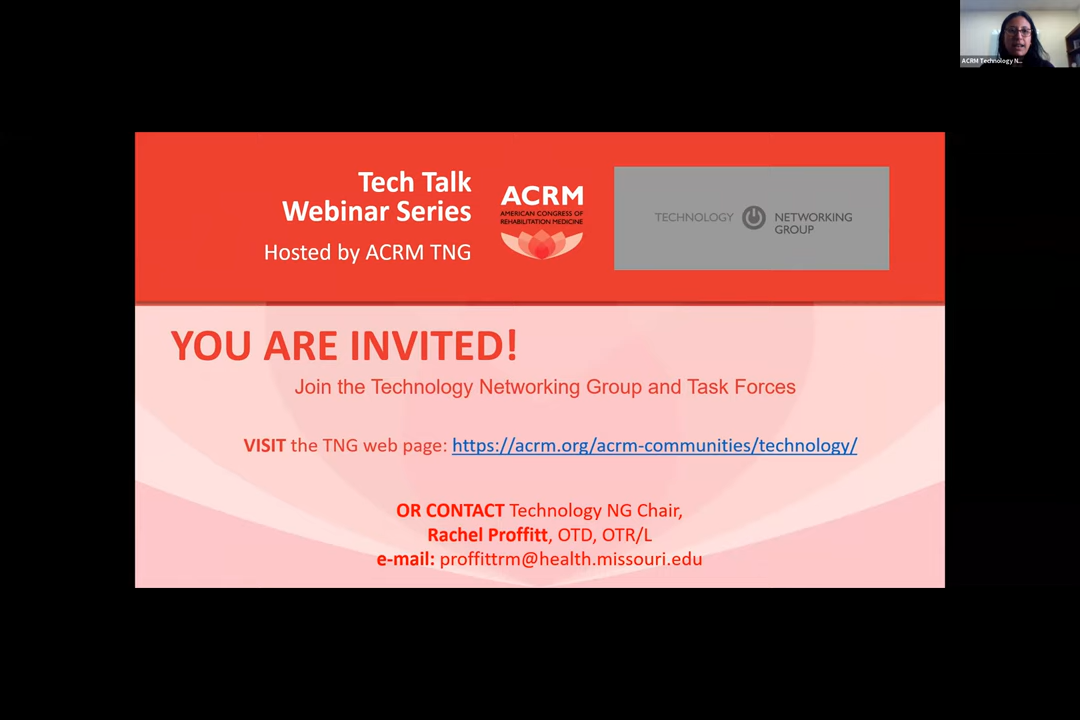 ACRM Technology N...
Tech Talk
Webinar Series
Hosted by ACRM TNG
ACRM
AMERICAN CONGRESS OF
REHABILITATION MEDICINE
TECHNOLOGY NETWORKING
GROUP
YOU ARE INVITED!
Join the Technology Networking Group and Task Forces
VISIT the TNG web page: https://acrm.org/acrm-communities/technology/
OR CONTACT Technology NG Chair,
Rachel Proffitt, OTD, OTR/L
e-mail: proffittrm@health.missouri.edu